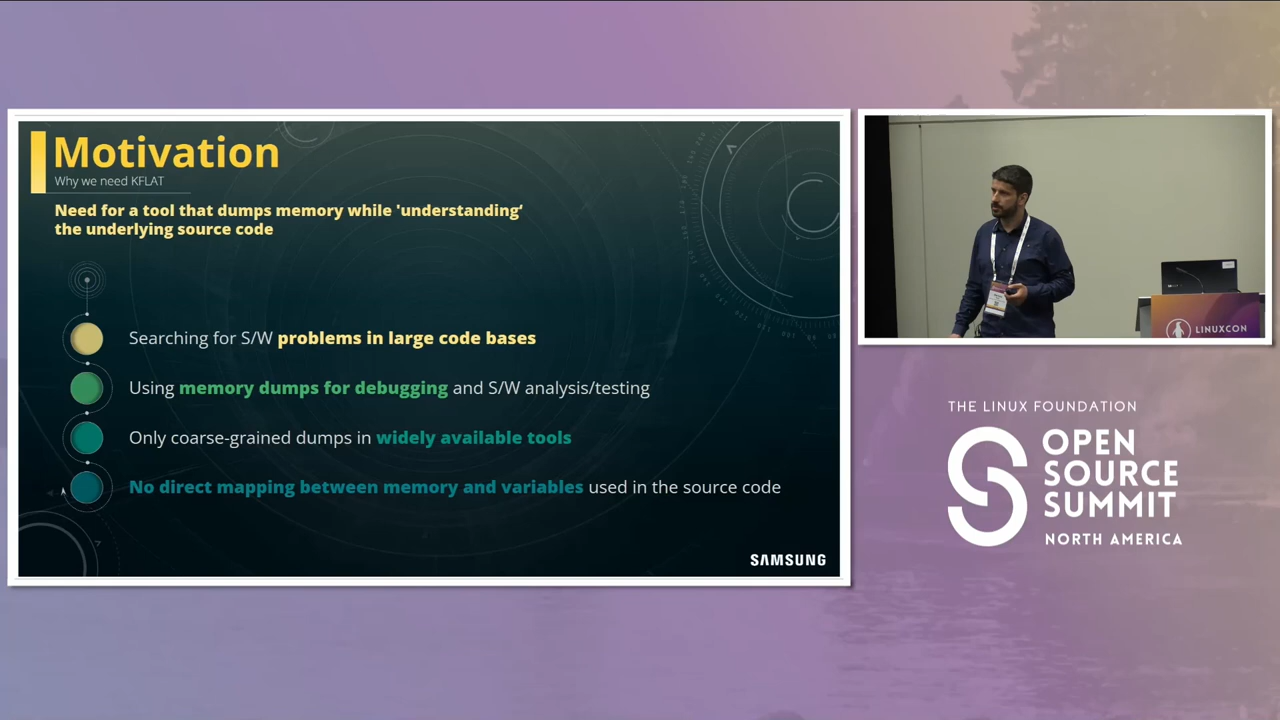 Motivation
Why we need KFLAT
Need for a tool that dumps memory while 'understanding'
the underlying source code
Searching for S/W problems in large code bases
Using memory dumps for debugging and S/W analysis/testing
Only coarse-grained dumps in widely available tools
No direct mapping between memory and variables used in the source code
SAMSUNG
LINUXCON
THE LINUX FOUNDATION
OPEN
SOURCE
SUMMIT
NORTH AMERICA